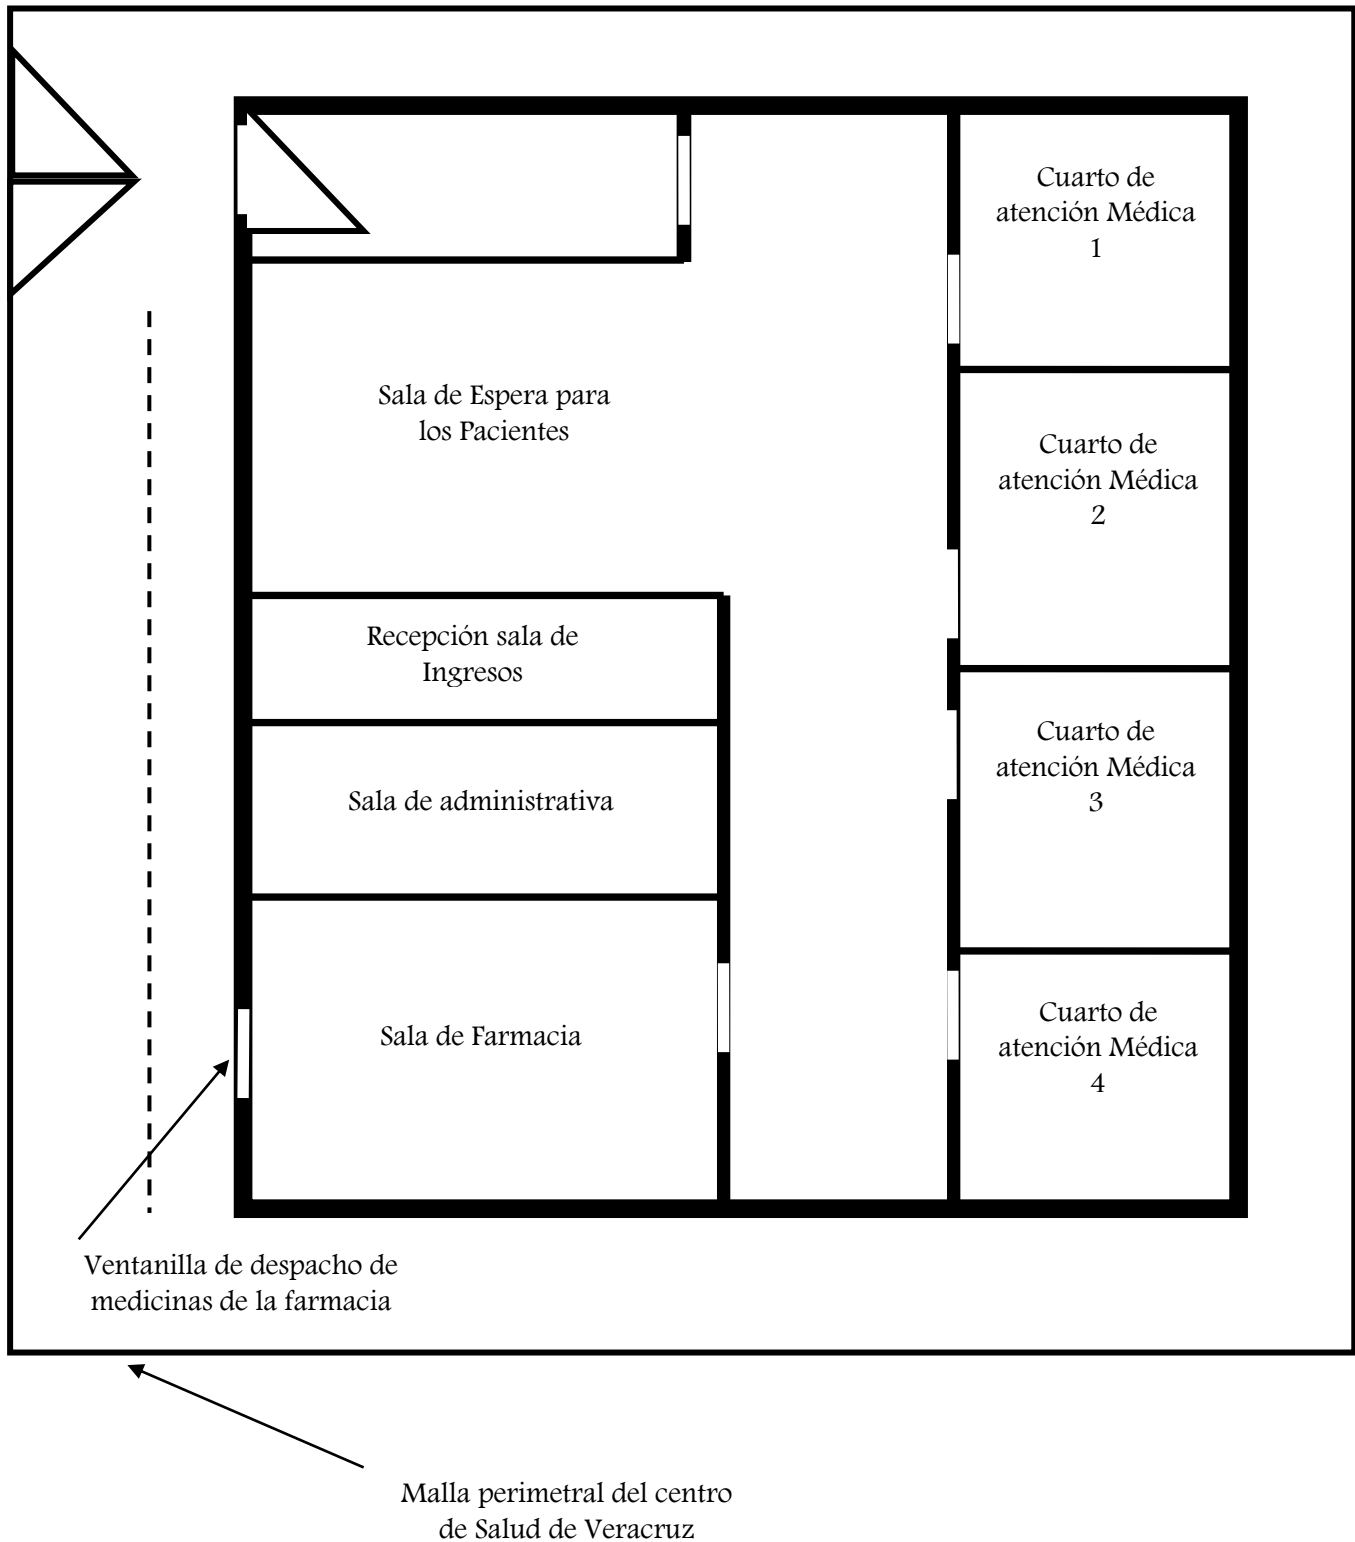 Cuarto de
atención Médica
1
Sala de Espera para
los Pacientes
Cuarto de
atención Médica
2
Recepción sala de
Ingresos
Cuarto de
atención Médica
3
Sala de administrativa
Sala de Farmacia
Cuarto de
atención Médica
4
Ventanilla de despacho de
medicinas de la farmacia
Malla perimetral del centro
de Salud de Veracruz